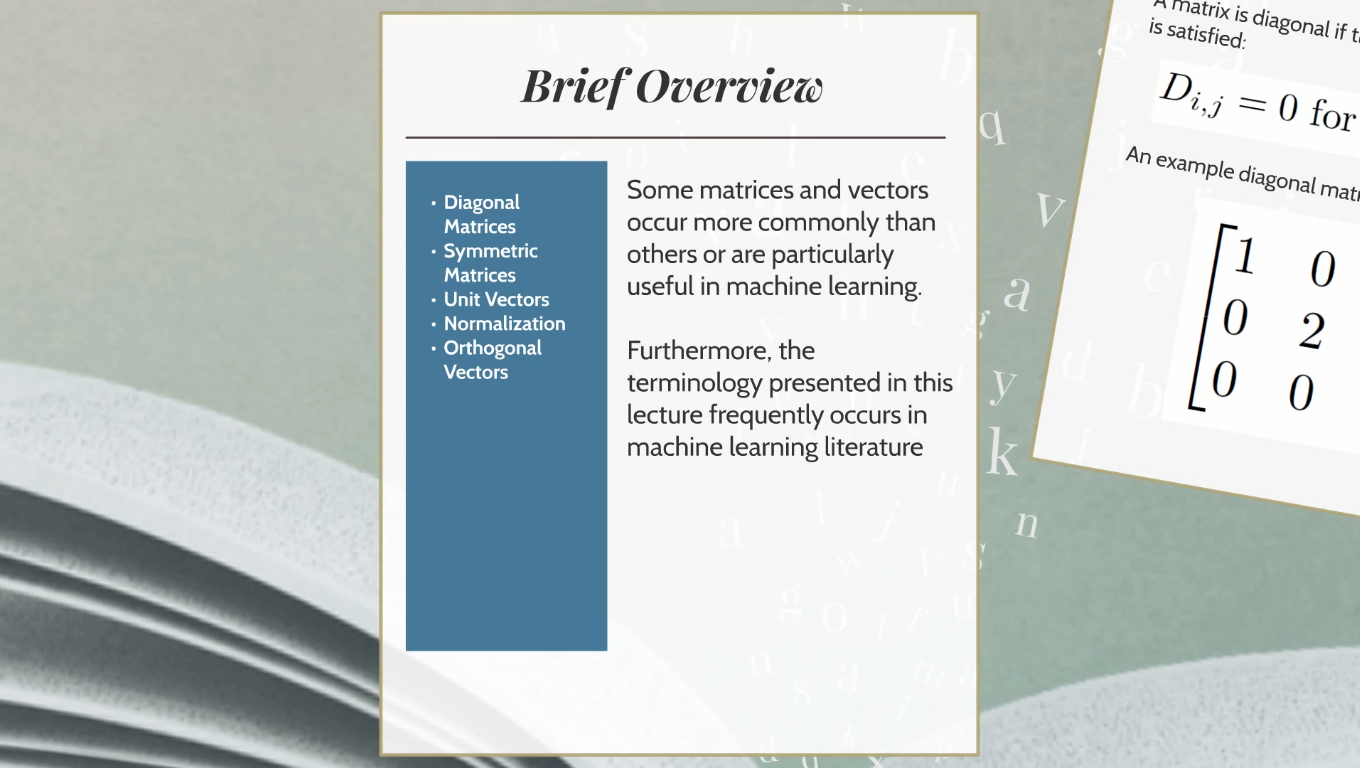 Brief Overview
• Diagonal
Matrices
• Symmetric
Matrices
• Unit Vectors
• Normalization
• Orthogonal
Vectors
Some matrices and vectors
occur more commonly than
others or are particularly
useful in machine learning.
Furthermore, the
terminology presented in this
lecture frequently occurs in
machine learning literature
A matrix is diagonal if
is satisfied:
D_{i,j} = 0 for
An example diagonal
1 0
0 2
0 0
q
v
a
g
y
k
n